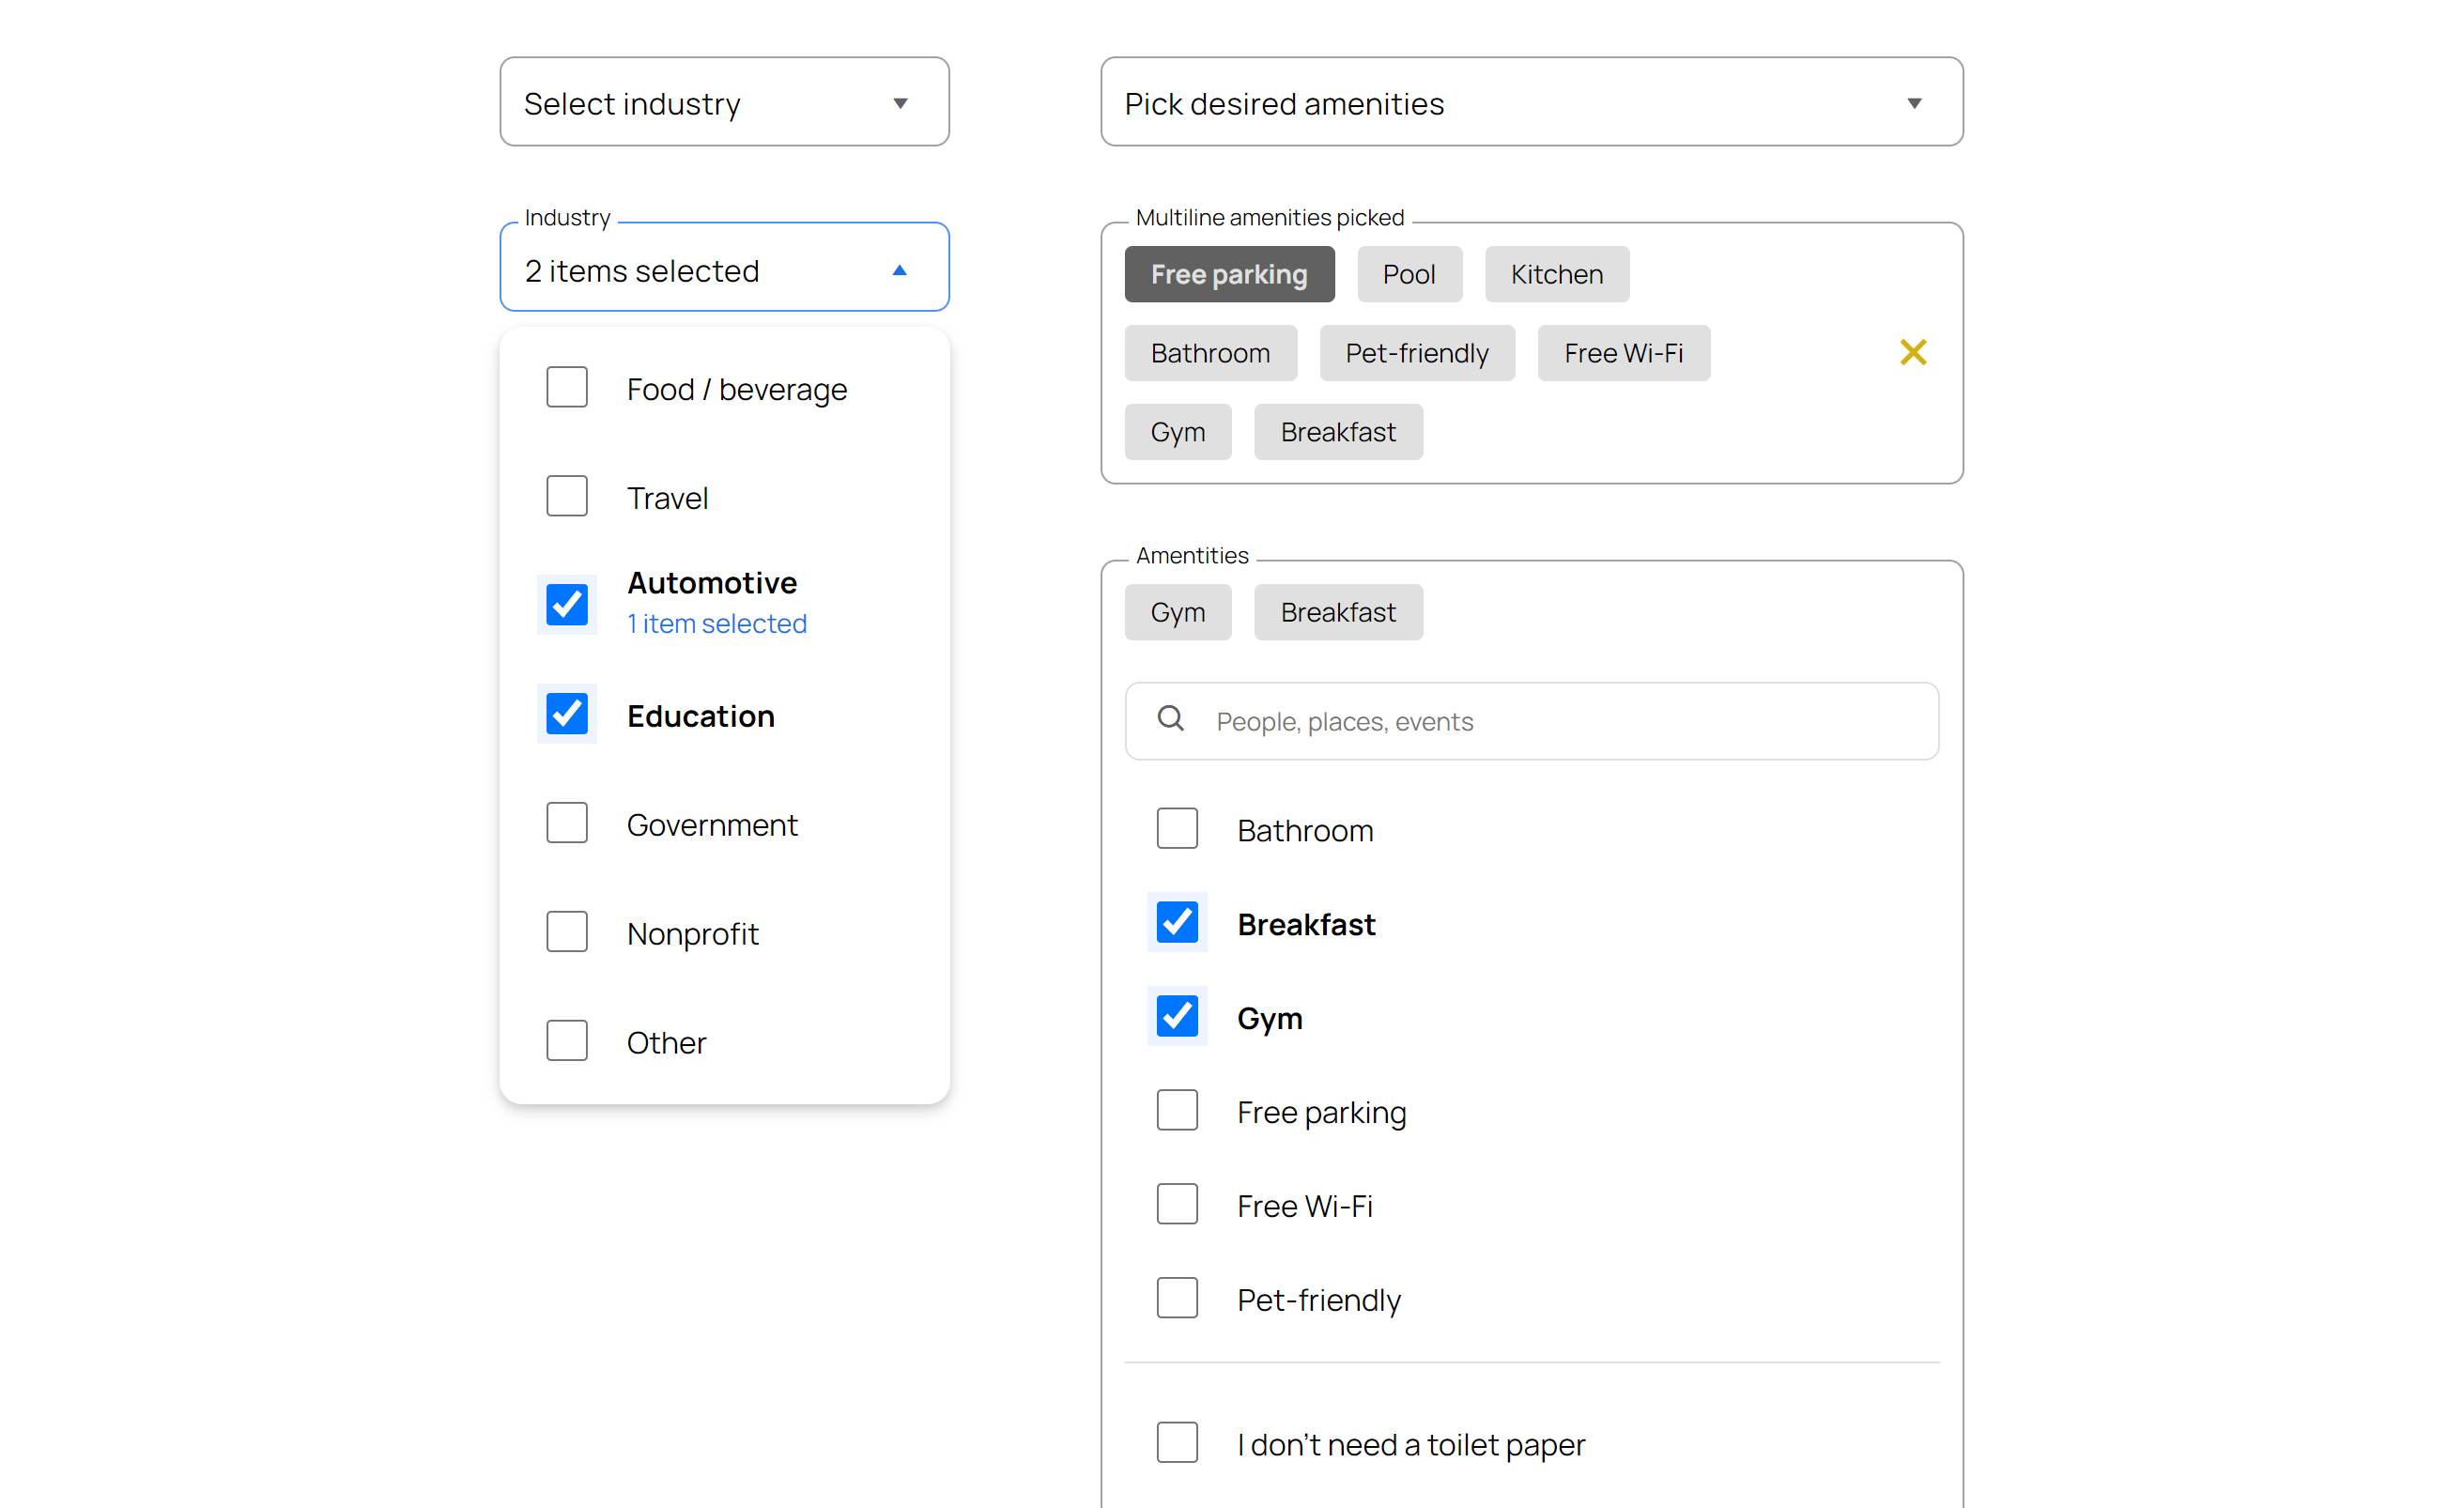 Select industry
Industry
2 items selected
Food / beverage
Travel
Automotive
1 item selected
Education
Government
Nonprofit
Other
Pick desired amenities
Multiline amenities picked
Free parking Pool Kitchen
Bathroom Pet-friendly Free Wi-Fi
Gym Breakfast
Amentities
Gym Breakfast
People, places, events
Bathroom
Breakfast
Gym
Free parking
Free Wi-Fi
Pet-friendly
I don’t need a toilet paper